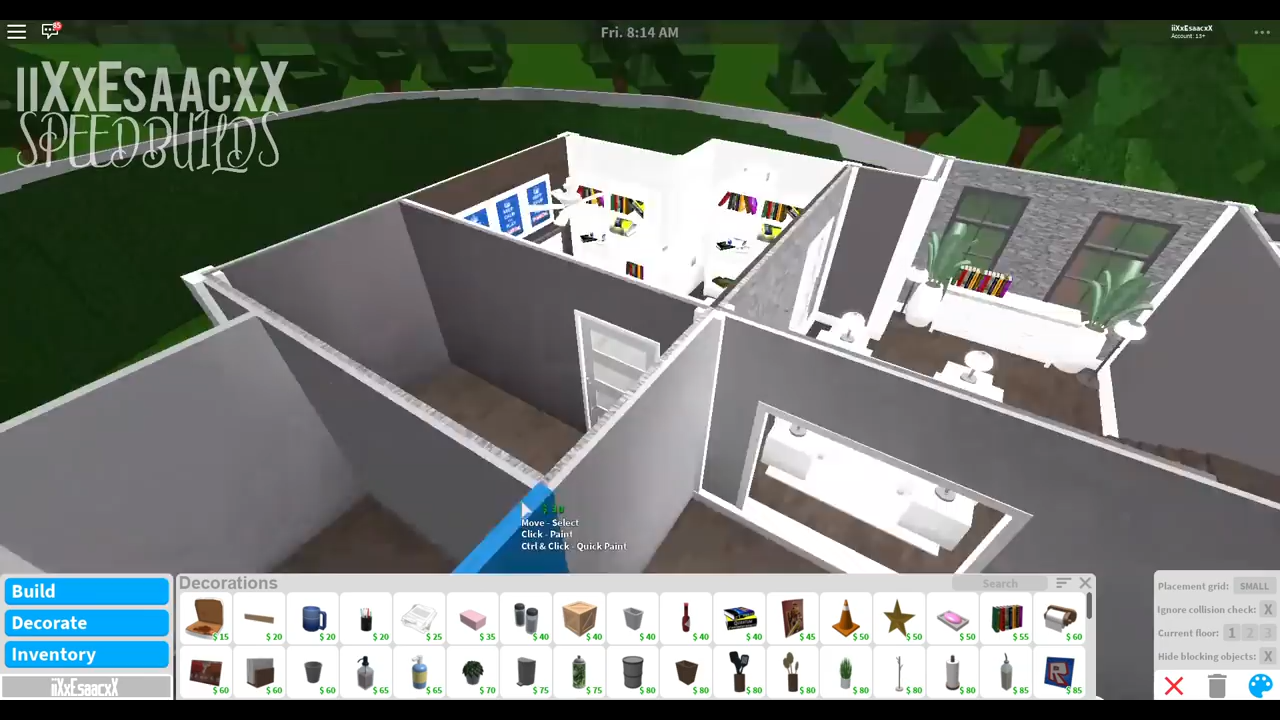 Fri. 8:14 AM
iiXxEsaacxX
Account: 13+
iiXxEsaacxX
SPEEDBUILDS
$30
Move - Select
Click - Paint
Ctrl & Click - Quick Paint
Build
Decorate
Inventory
iiXxEsaacxX
Decorations
Search
$ 15
$ 20
$ 20
$ 20
$ 25
$ 35
$ 40
$ 40
$ 40
$ 40
$ 40
$ 45
$ 50
$ 50
$ 50
$ 55
$ 60
$ 60
$ 60
$ 60
$ 65
$ 65
$ 70
$ 75
$ 75
$ 80
$ 80
$ 80
$ 80
$ 80
$ 80
$ 80
$ 85
$ 85
Placement grid: SMALL
Ignore collision check: X
Current floor: 1 2 3
Hide blocking objects: X